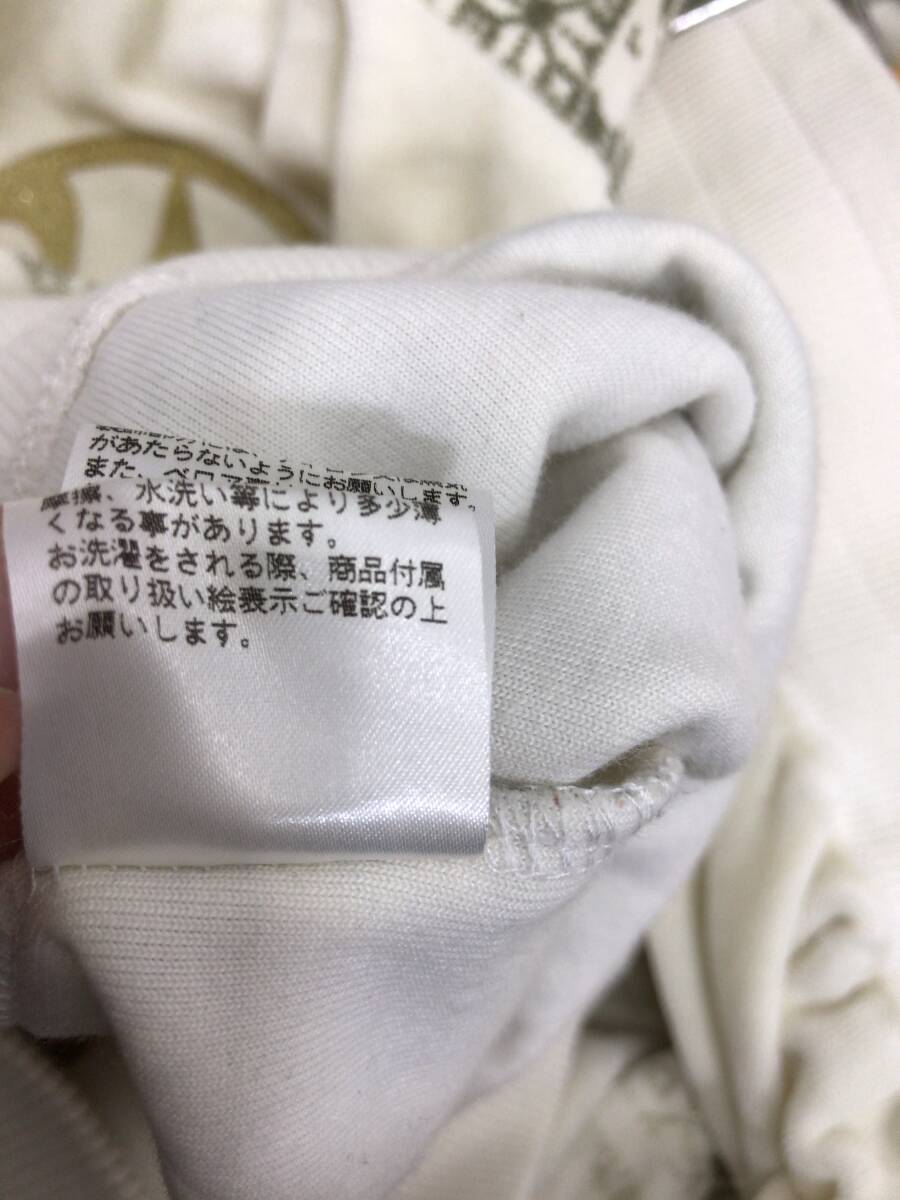 があたらないようにお願いします。
また、ベロア
、水洗い等により多少薄
くなる事があります。
お洗濯をされる際、商品付属
の取り扱い絵表示ご確認の上
お願いします。